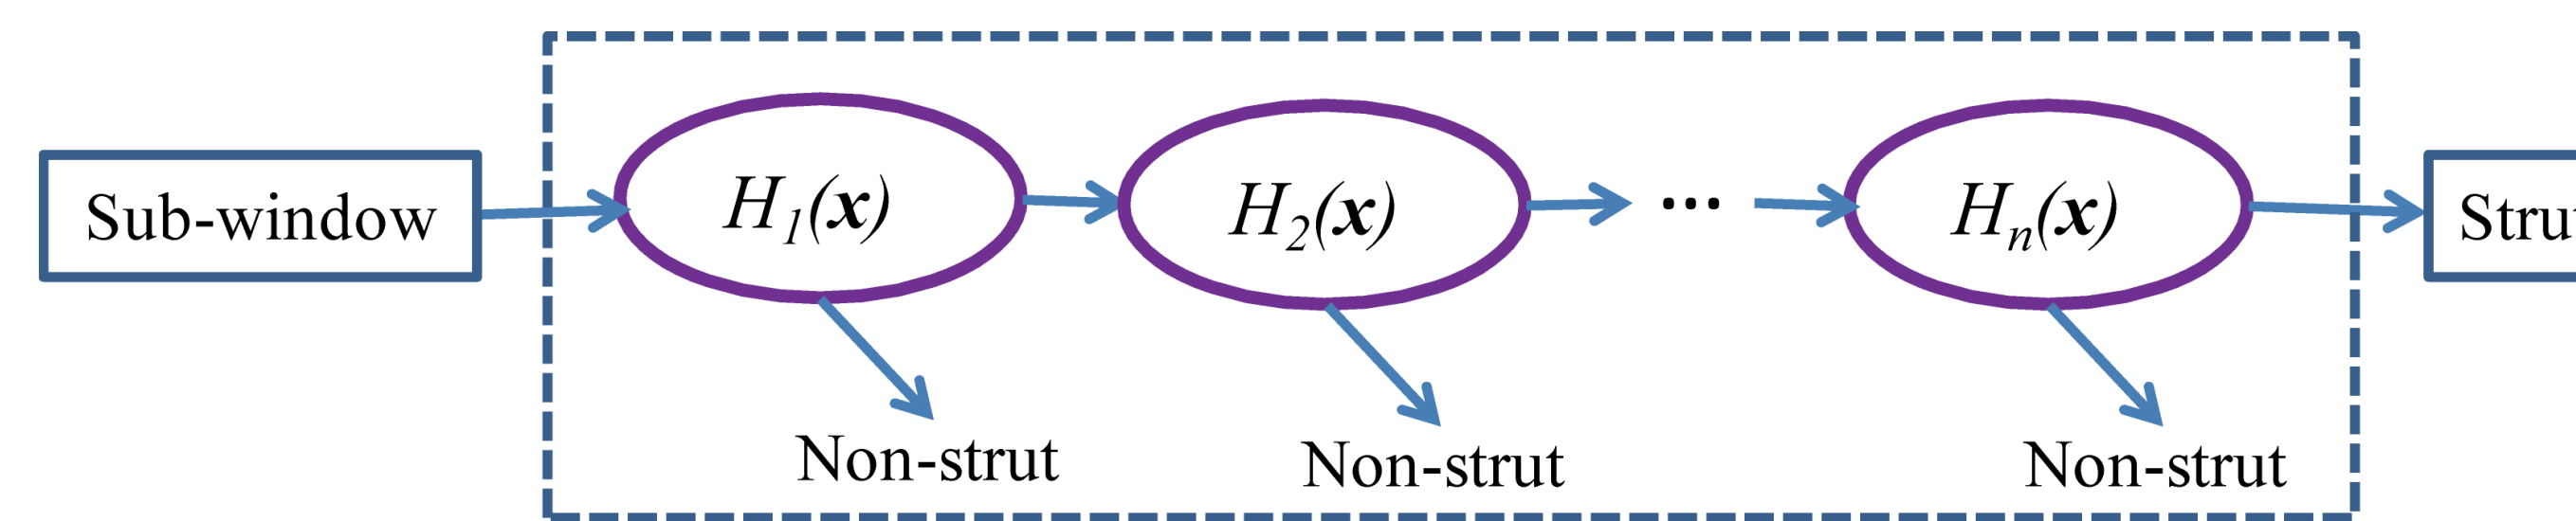 Sub-window
H1(x)
H2(x)
...
Hn(x)
Non-strut
Non-strut
Non-strut